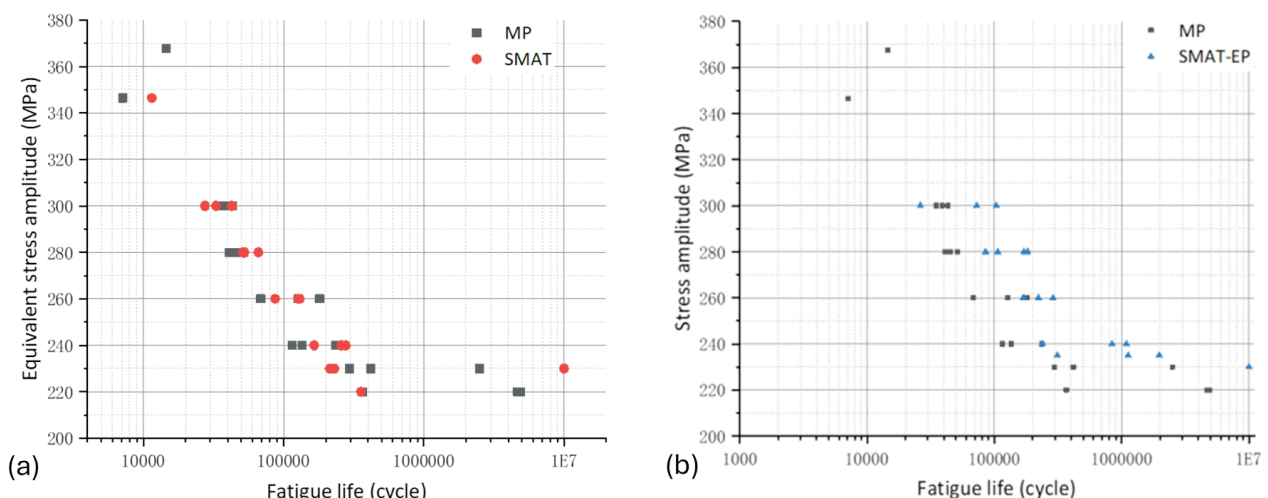 380
360
340
320
300
280
260
240
220
200
Equivalent stress amplitude (MPa)
MP
SMAT
10000
100000
1000000
1E7
Fatigue life (cycle)
(a)
380
360
340
320
300
280
260
240
220
200
Stress amplitude (MPa)
MP
SMAT-EP
1000
10000
100000
1000000
1E7
Fatigue life (cycle)
(b)